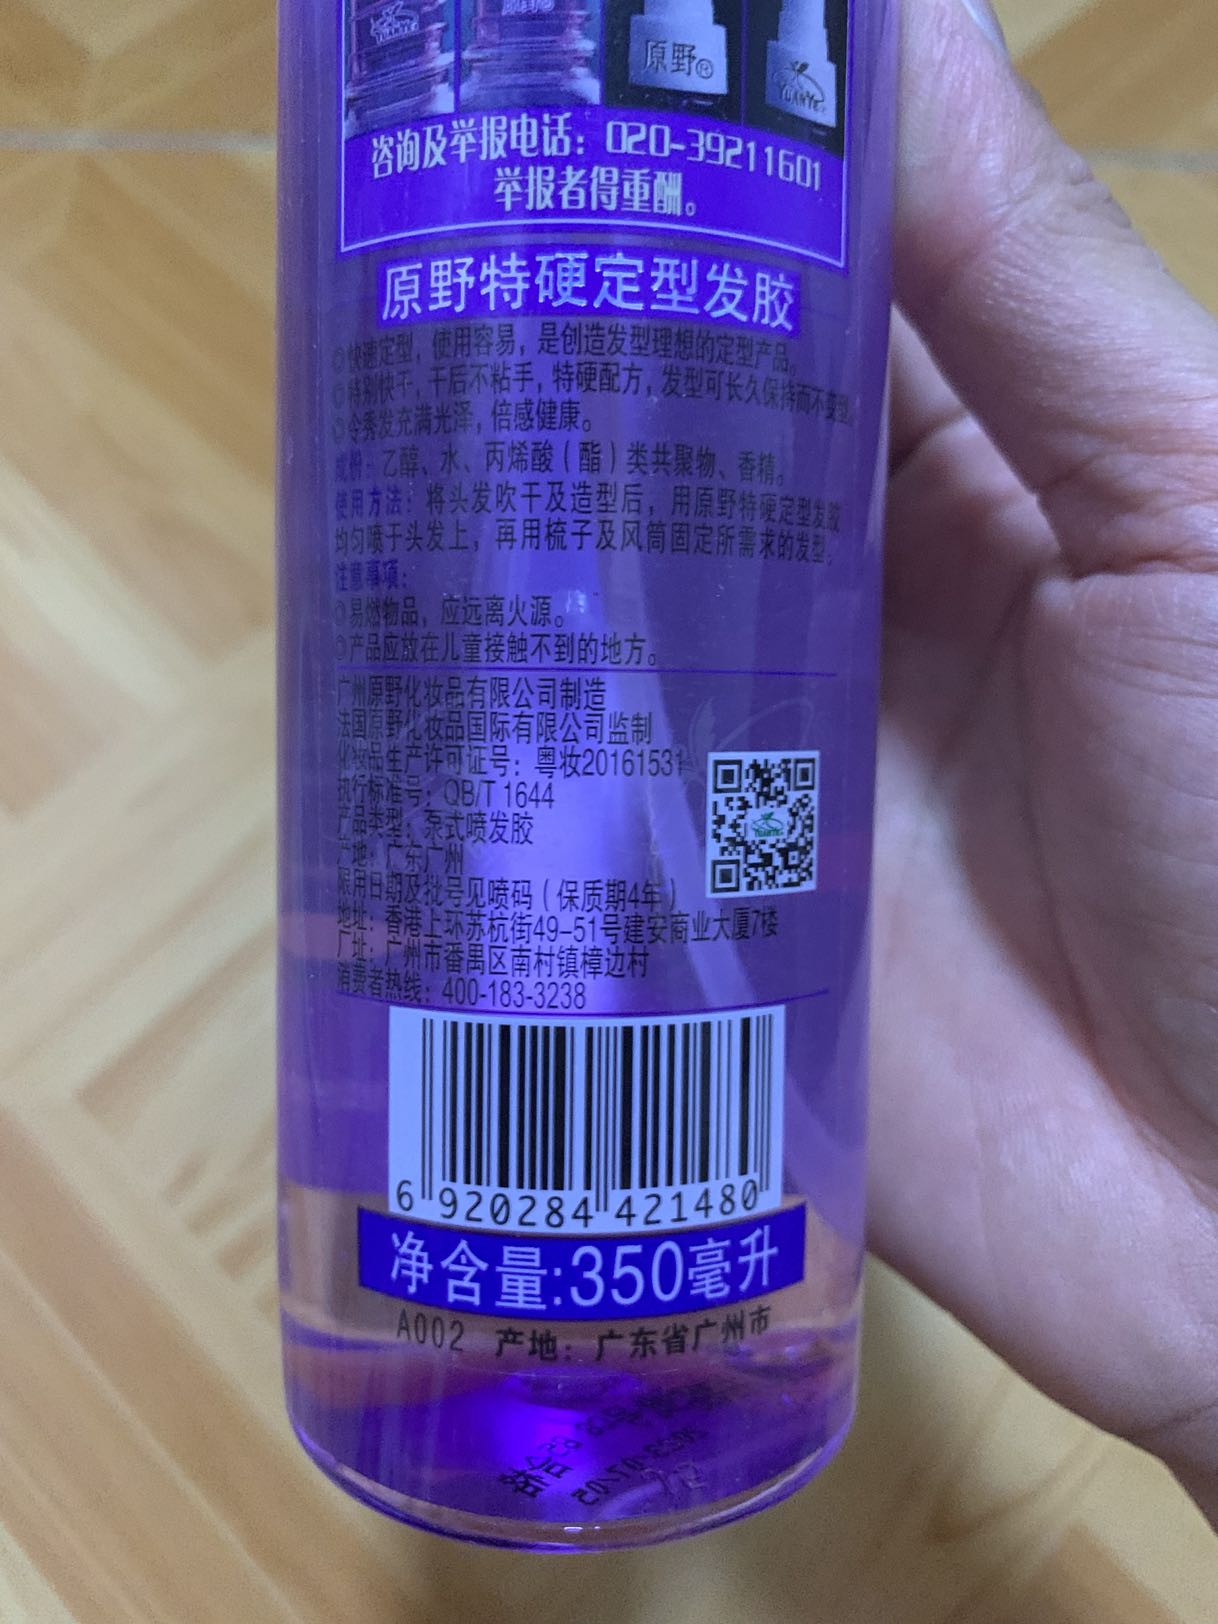 YUANYE
原野®
YUANYE
咨询及举报电话：020-39211601
举报者得重酬。
原野特硬定型发胶
◎快速定型，使用容易，是创造发型理想的定型产品。
◎特别快干，干后不粘手，特硬配方，发型可长久保持而不变型。
◎令秀发充满光泽，倍感健康。
成份：乙醇、水、丙烯酸（酯）类共聚物、香精。
使用方法：将头发吹干及造型后，用原野特硬定型发胶
均匀喷于头发上，再用梳子及风筒固定所需求的发型。
注意事项：
◎易燃物品，应远离火源。
◎产品应放在儿童接触不到的地方。
广州原野化妆品有限公司制造
法国原野化妆品国际有限公司监制
化妆品生产许可证号：粤妆20161531
执行标准号：QB/T 1644
产品类型：泵式喷发胶
产地：广东广州
限用日期及批号见喷码（保质期4年）
地址：香港上环苏杭街49-51号建安商业大厦7楼
厂址：广州市番禺区南村镇樟边村
消费者热线：400-183-3238
6 920284 421480
净含量:350毫升
A002 产地：广东省广州市